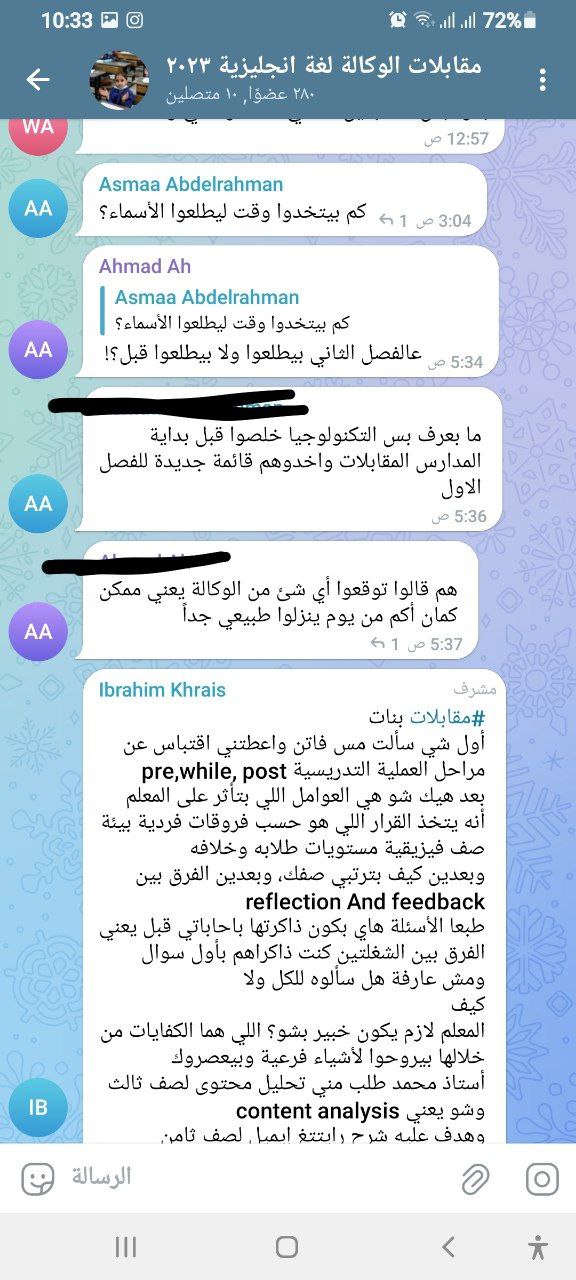 10:33
72%
مقابلات الوكالة لغة انجليزية ٢٠٢٣
٢٨٠ عضوًا, ١٠ متصلين
WA
12:57 ص
Asmaa Abdelrahman
AA
كم بيتخدوا وقت ليطلعوا الأسماء؟
1 3:04 ص
Ahmad Ah
Asmaa Abdelrahman
كم بيتخدوا وقت ليطلعوا الأسماء؟
AA
عالفصل الثاني بيطلعوا ولا بيطلعوا قبل؟!
5:34 ص
ما بعرف بس التكنولوجيا خلصوا قبل بداية
المدارس المقابلات واخدوهم قائمة جديدة للفصل
الاول
AA
5:36 ص
هم قالوا توقعوا أي شئ من الوكالة يعني ممكن
كمان أكم من يوم ينزلوا طبيعي جداً
AA
1 5:37 ص
Ibrahim Khrais
مشرف
#مقابلات بنات
أول شي سألت مس فاتن واعطتني اقتباس عن
مراحل العملية التدريسية pre,while, post
بعد هيك شو هي العوامل اللي بتأثر على المعلم
أنه يتخذ القرار اللي هو حسب فروقات فردية بيئة
صف فيزيقية مستويات طلابه وخلافه
وبعدين كيف بترتبي صفك، وبعدين الفرق بين
reflection And feedback
طبعا الأسئلة هاي بكون ذاكرتها باحاباتي قبل يعني
الفرق بين الشغلتين كنت ذاكراهم بأول سوال
ومش عارفة هل سألوه للكل ولا
كيف
المعلم لازم يكون خبير بشو؟ اللي هما الكفايات من
خلالها بيروحوا لأشياء فرعية وبيعصروك
أستاذ محمد طلب مني تحليل محتوى لصف ثالث
وشو يعني content analysis
IB
وهدف عليه شرح رايتنغ ايميل لصف ثامن
الرسالة